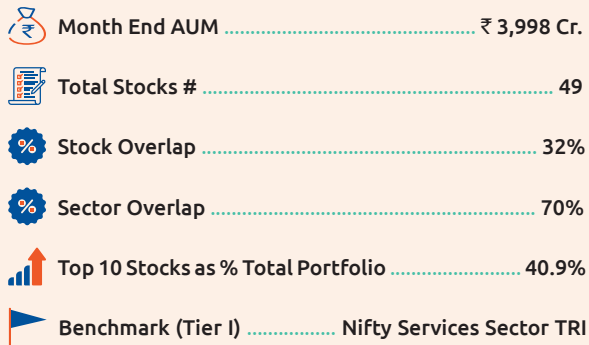 Month End AUM ₹ 3,998 Cr.
Total Stocks # 49
Stock Overlap 32%
Sector Overlap 70%
Top 10 Stocks as % Total Portfolio 40.9%
Benchmark (Tier I) Nifty Services Sector TRI